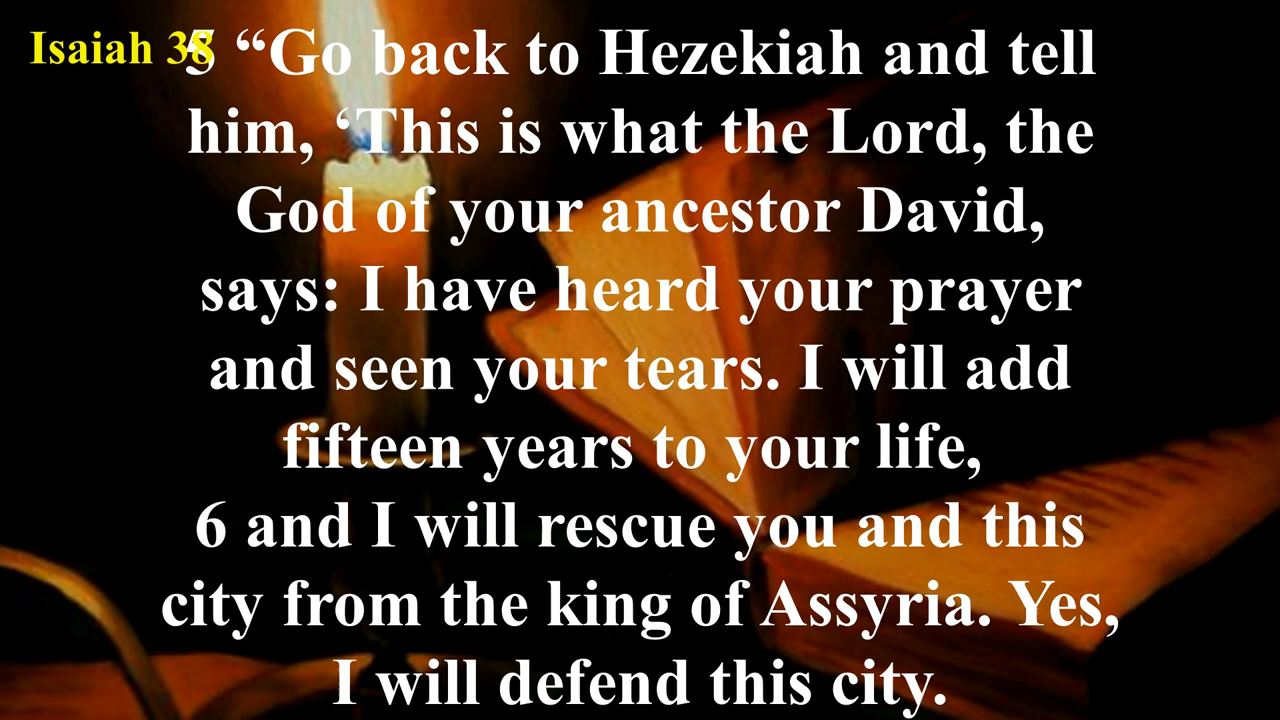 Isaiah 38
5 “Go back to Hezekiah and tell
him, ‘This is what the Lord, the
God of your ancestor David,
says: I have heard your prayer
and seen your tears. I will add
fifteen years to your life,
6 and I will rescue you and this
city from the king of Assyria. Yes,
I will defend this city.